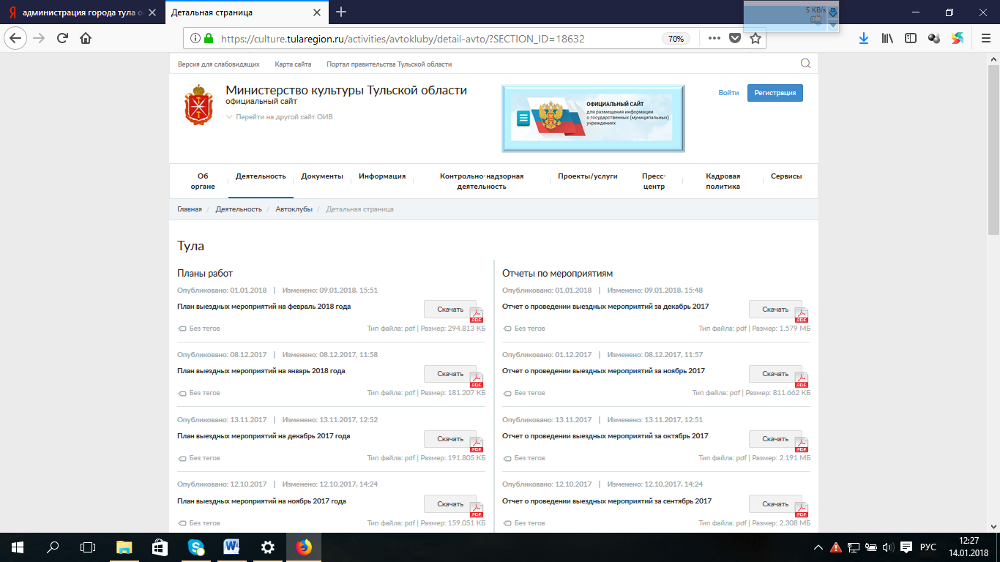 администрация города тула о
Детальная страница
5 KB/s
https://culture.tularegion.ru/activities/avtokluby/detail-avto/?SECTION_ID=18632
70%
Версия для слабовидящих Карта сайта Портал правительства Тульской области
Министерство культуры Тульской области
официальный сайт
Перейти на другой сайт ОИВ
ОФИЦИАЛЬНЫЙ САЙТ
для размещения информации
о государственных (муниципальных)
учреждениях
Войти Регистрация
Об органе Деятельность Документы Информация Контрольно-надзорная деятельность Проекты/услуги Пресс-центр Кадровая политика Сервисы
Главная / Деятельность / Автоклубы / Детальная страница
Тула
Планы работ
Опубликовано: 01.01.2018 | Изменено: 09.01.2018, 15:51
План выездных мероприятий на февраль 2018 года
Скачать
PDF
Без тегов
Тип файла: pdf | Размер: 294.813 КБ
Опубликовано: 08.12.2017 | Изменено: 08.12.2017, 11:58
План выездных мероприятий на январь 2018 года
Скачать
PDF
Без тегов
Тип файла: pdf | Размер: 181.207 КБ
Опубликовано: 13.11.2017 | Изменено: 13.11.2017, 12:52
План выездных мероприятий на декабрь 2017 года
Скачать
PDF
Без тегов
Тип файла: pdf | Размер: 191.805 КБ
Опубликовано: 12.10.2017 | Изменено: 12.10.2017, 14:24
План выездных мероприятий на ноябрь 2017 года
Скачать
PDF
Без тегов
Тип файла: pdf | Размер: 159.051 КБ
Отчеты по мероприятиям
Опубликовано: 01.01.2018 | Изменено: 09.01.2018, 15:48
Отчет о проведении выездных мероприятий за декабрь 2017
Скачать
PDF
Без тегов
Тип файла: pdf | Размер: 1.579 МБ
Опубликовано: 01.12.2017 | Изменено: 08.12.2017, 11:57
Отчет о проведении выездных мероприятий за ноябрь 2017
Скачать
PDF
Без тегов
Тип файла: pdf | Размер: 811.662 КБ
Опубликовано: 13.11.2017 | Изменено: 13.11.2017, 12:51
Отчет о проведении выездных мероприятий за октябрь 2017
Скачать
PDF
Без тегов
Тип файла: pdf | Размер: 2.191 МБ
Опубликовано: 12.10.2017 | Изменено: 12.10.2017, 14:24
Отчет о проведении выездных мероприятий за сентябрь 2017
Скачать
PDF
Без тегов
Тип файла: pdf | Размер: 2.308 МБ
РУС
12:27
14.01.2018